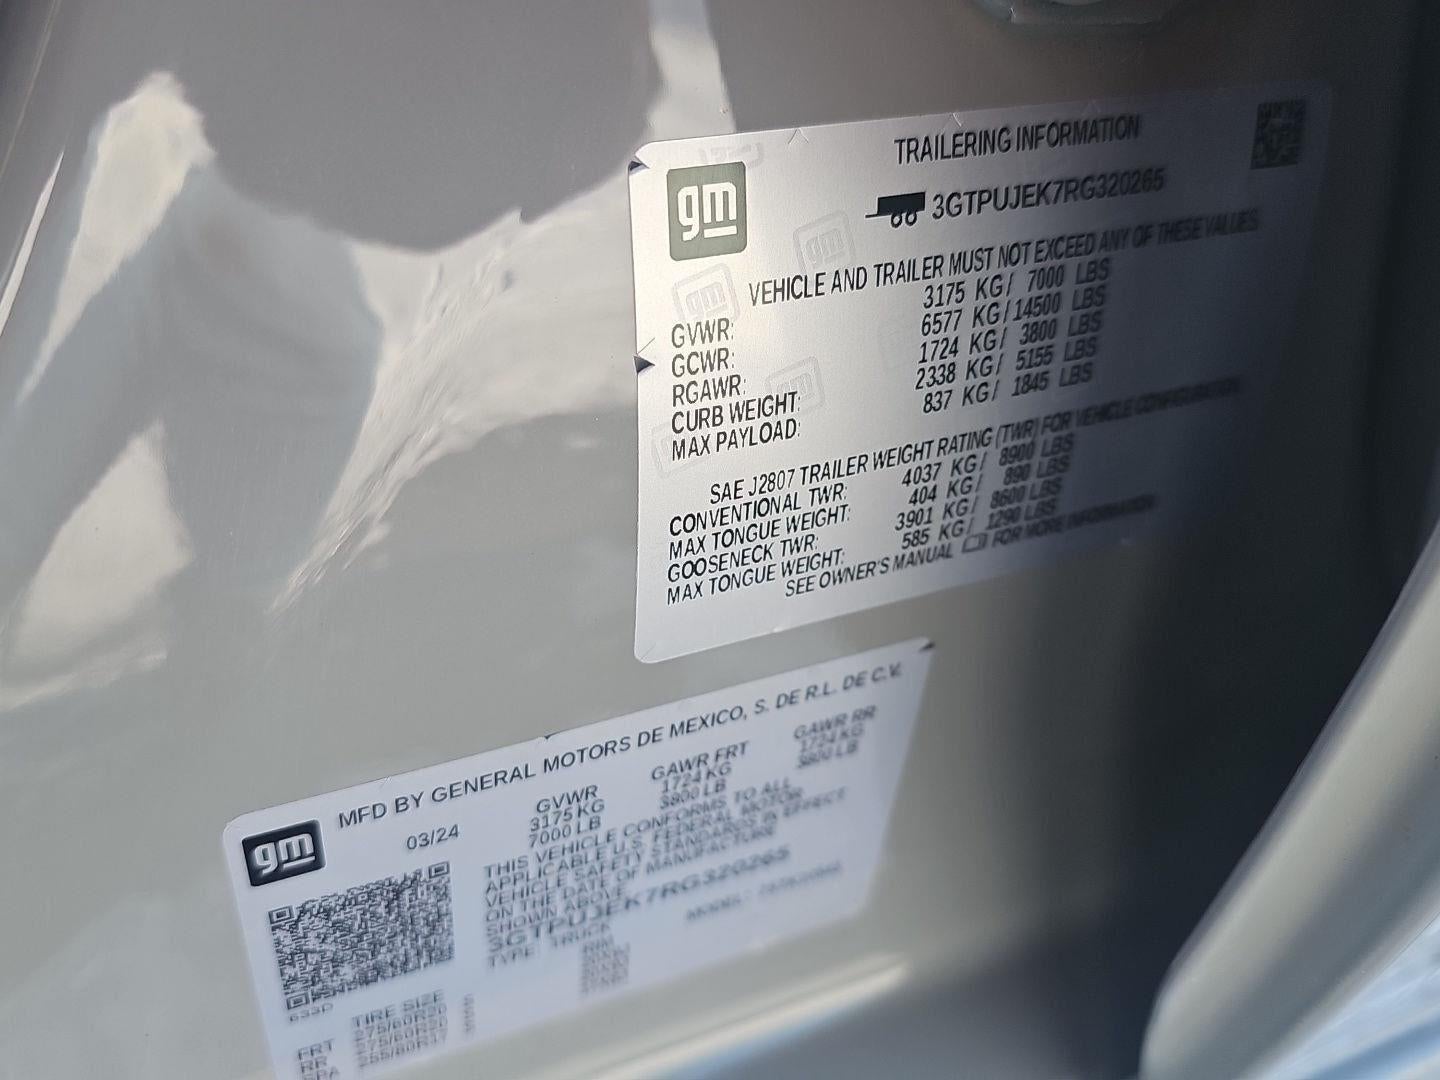 gm
TRAILERING INFORMATION
3GTPUJEK7RG320265
VEHICLE AND TRAILER MUST NOT EXCEED ANY OF THESE VALUES
GVWR: 3175 KG/ 7000 LBS
GCWR: 6577 KG/14500 LBS
RGAWR: 1724 KG/ 3800 LBS
CURB WEIGHT: 2338 KG/ 5155 LBS
MAX PAYLOAD: 837 KG/ 1845 LBS
SAE J2807 TRAILER WEIGHT RATING (TWR) FOR VEHICLE CONFIGURATION
CONVENTIONAL TWR: 4037 KG/ 8900 LBS
MAX TONGUE WEIGHT: 404 KG/ 890 LBS
GOOSENECK TWR: 3901 KG/ 8600 LBS
MAX TONGUE WEIGHT: 585 KG/ 1290 LBS
SEE OWNER'S MANUAL FOR MORE INFORMATION
gm
MFD BY GENERAL MOTORS DE MEXICO, S. DE R.L. DE C.V.
03/24 GVWR GAWR FRT GAWR RR
3175 KG 1724 KG 1724 KG
7000 LB 3800 LB 3800 LB
THIS VEHICLE CONFORMS TO ALL
APPLICABLE U.S. FEDERAL MOTOR
VEHICLE SAFETY STANDARDS IN EFFECT
ON THE DATE OF MANUFACTURE
SHOWN ABOVE.
3GTPUJEK7RG320265
TYPE: TRUCK MODEL:
633D
TIRE SIZE RIM
FRT 275/60R20
RR 275/60R20
SPA 255/80R17